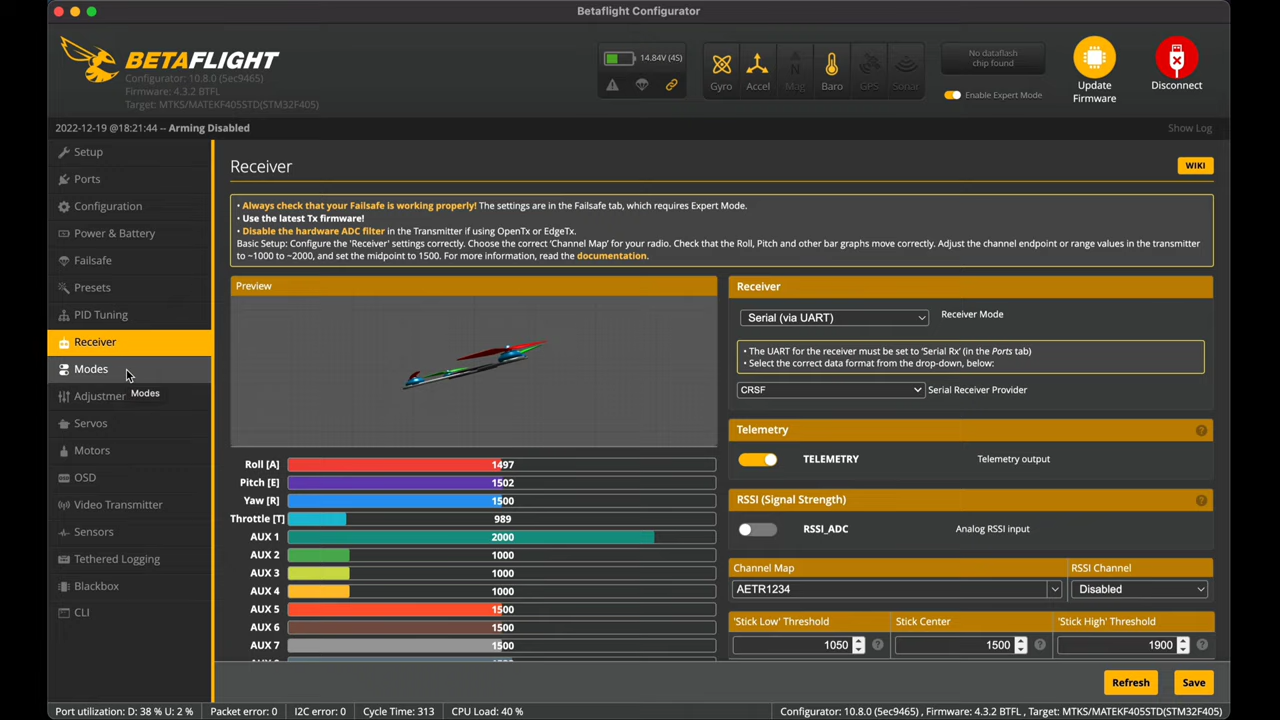 Betaflight Configurator
BETAFLIGHT
Configurator: 10.8.0 (5ec9465)
Firmware: 4.3.2 BTFL
Target: MTKS/MATEKF405STD(STM32F405)
14.84V (4S)
Gyro
Accel
Mag
Baro
GPS
Sonar
No dataflash
chip found
Enable Expert Mode
Update
Firmware
Disconnect
2022-12-19 @18:21:44 -- Arming Disabled
Show Log
Setup
Ports
Configuration
Power & Battery
Failsafe
Presets
PID Tuning
Receiver
Modes
Adjustmen
Modes
Servos
Motors
OSD
Video Transmitter
Sensors
Tethered Logging
Blackbox
CLI
Receiver
WIKI
• Always check that your Failsafe is working properly! The settings are in the Failsafe tab, which requires Expert Mode.
• Use the latest Tx firmware!
• Disable the hardware ADC filter in the Transmitter if using OpenTx or EdgeTx.
Basic Setup: Configure the 'Receiver' settings correctly. Choose the correct 'Channel Map' for your radio. Check that the Roll, Pitch and other bar graphs move correctly. Adjust the channel endpoint or range values in the transmitter
to ~1000 to ~2000, and set the midpoint to 1500. For more information, read the documentation.
Preview
Roll [A] 1497
Pitch [E] 1502
Yaw [R] 1500
Throttle [T] 989
AUX 1 2000
AUX 2 1000
AUX 3 1000
AUX 4 1000
AUX 5 1500
AUX 6 1500
AUX 7 1500
Receiver
Serial (via UART) Receiver Mode
• The UART for the receiver must be set to 'Serial Rx' (in the Ports tab)
• Select the correct data format from the drop-down, below:
CRSF Serial Receiver Provider
Telemetry
TELEMETRY Telemetry output
RSSI (Signal Strength)
RSSI_ADC Analog RSSI input
Channel Map RSSI Channel
AETR1234 Disabled
'Stick Low' Threshold Stick Center 'Stick High' Threshold
1050 1500 1900
Refresh Save
Port utilization: D: 38 % U: 2 % Packet error: 0 I2C error: 0 Cycle Time: 313 CPU Load: 40 % Configurator: 10.8.0 (5ec9465) , Firmware: 4.3.2 BTFL , Target: MTKS/MATEKF405STD(STM32F405)